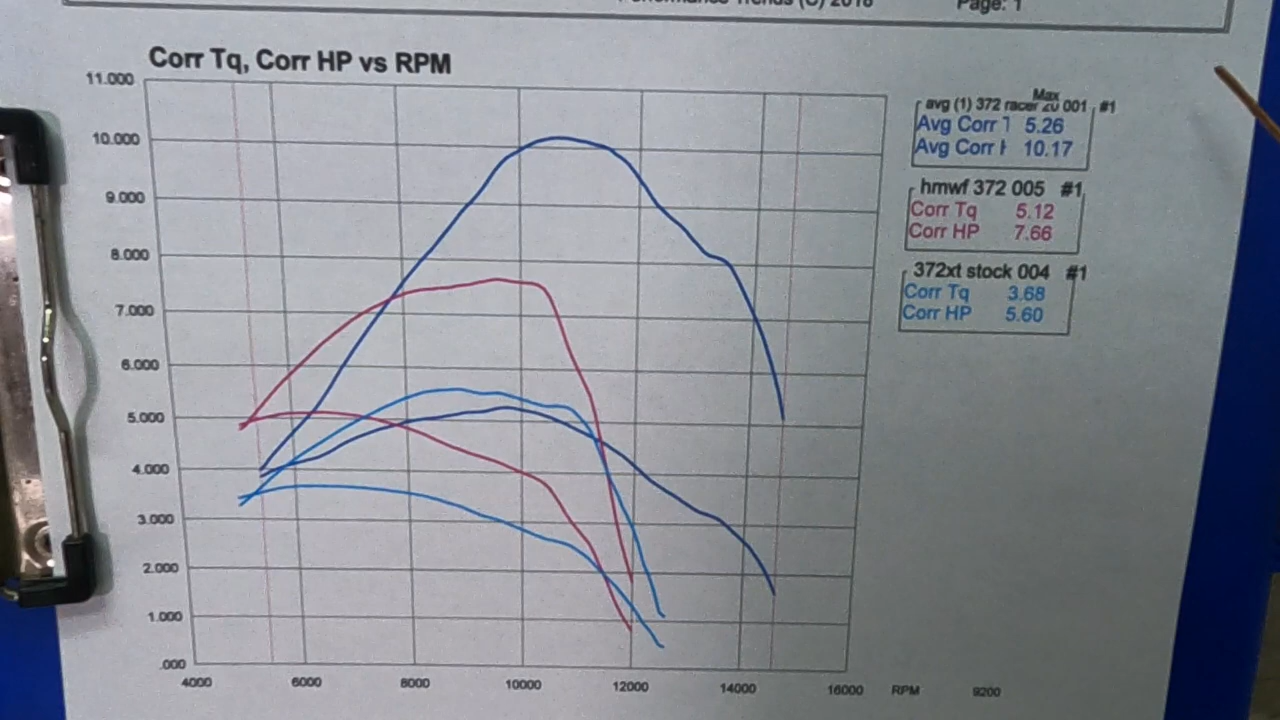 Performance Trends (C) 2018 Page: 1
Corr Tq, Corr HP vs RPM
11.000
10.000
9.000
8.000
7.000
6.000
5.000
4.000
3.000
2.000
1.000
.000
4000 6000 8000 10000 12000 14000 16000 RPM 9200
Max
avg (1) 372 racer 20 001 #1
Avg Corr T 5.26
Avg Corr H 10.17
hmwf 372 005 #1
Corr Tq 5.12
Corr HP 7.66
372xt stock 004 #1
Corr Tq 3.68
Corr HP 5.60